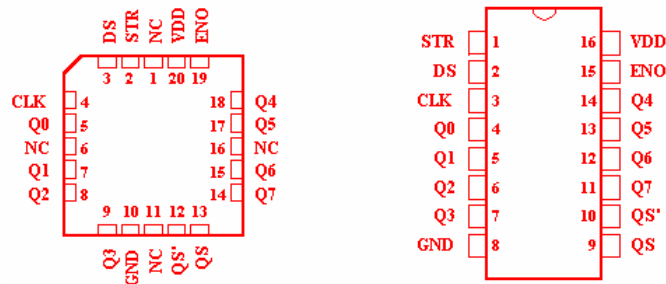 DS STR NC VDD ENO
3 2 1 20 19
CLK 4 18 Q4
Q0 5 17 Q5
NC 6 16 NC
Q1 7 15 Q6
Q2 8 14 Q7
9 10 11 12 13
Q3 GND NC QS' QS
STR 1 16 VDD
DS 2 15 ENO
CLK 3 14 Q4
Q0 4 13 Q5
Q1 5 12 Q6
Q2 6 11 Q7
Q3 7 10 QS'
GND 8 9 QS